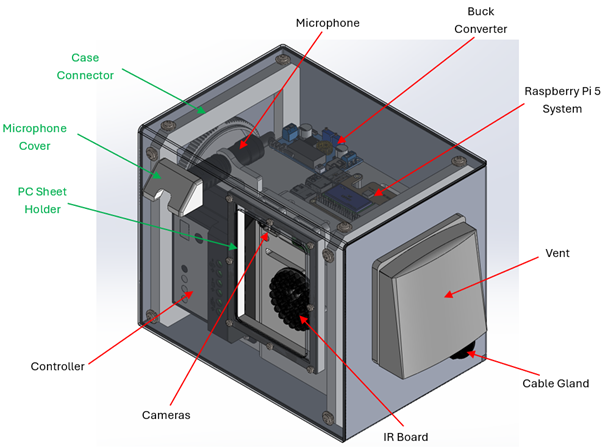 Microphone
Buck
Converter
Case
Connector
Raspberry Pi 5
System
Microphone
Cover
PC Sheet
Holder
Vent
Controller
Cable Gland
Cameras
IR Board